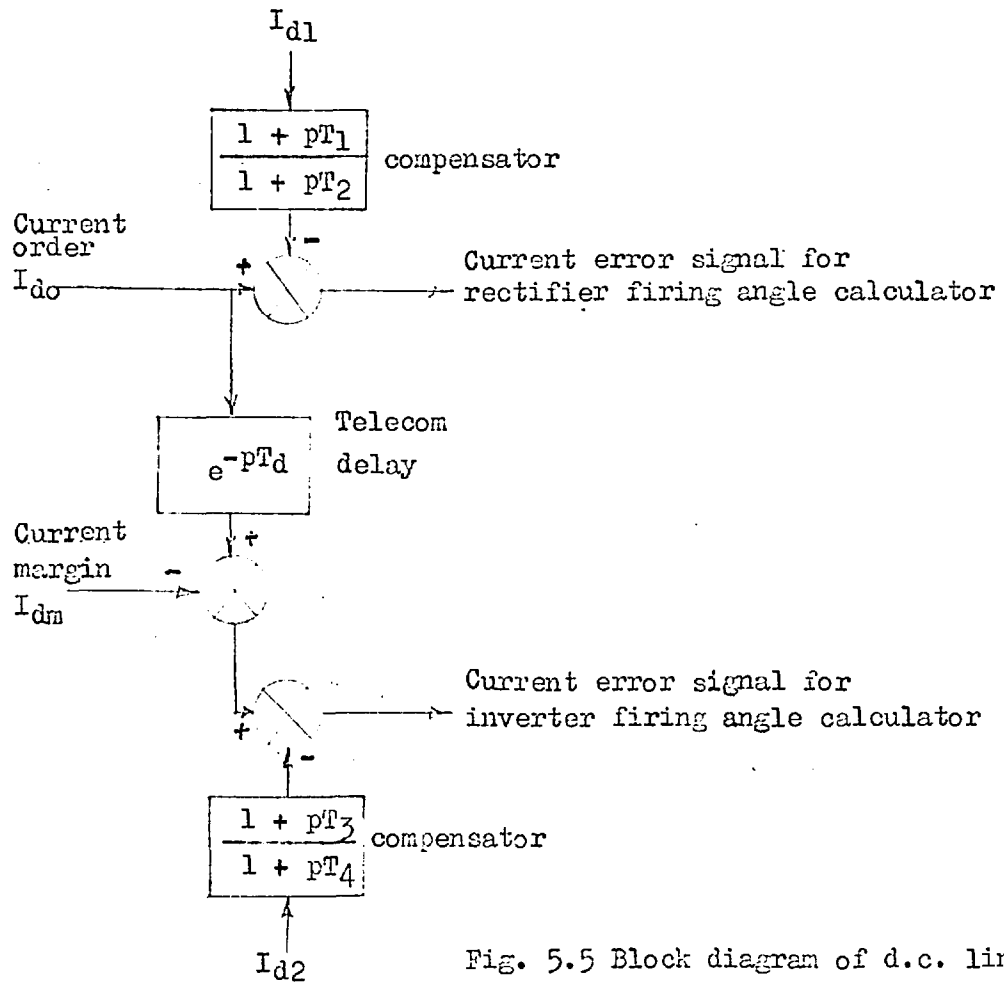 I_d1
1 + pT_1
1 + pT_2
compensator
-
Current
order
I_do
+
Current error signal for
rectifier firing angle calculator
Telecom
delay
e^-pT_d
+
Current
margin
-
I_dm
Current error signal for
inverter firing angle calculator
+
-
1 + pT_3
1 + pT_4
compensator
I_d2
Fig. 5.5 Block diagram of d.c.